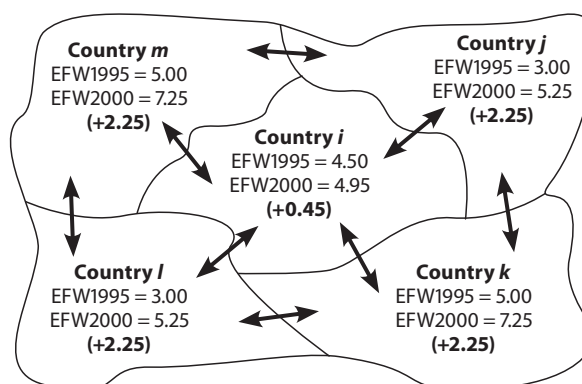 Country m
EFW1995 = 5.00
EFW2000 = 7.25
(+2.25)
Country j
EFW1995 = 3.00
EFW2000 = 5.25
(+2.25)
Country i
EFW1995 = 4.50
EFW2000 = 4.95
(+0.45)
Country l
EFW1995 = 3.00
EFW2000 = 5.25
(+2.25)
Country k
EFW1995 = 5.00
EFW2000 = 7.25
(+2.25)